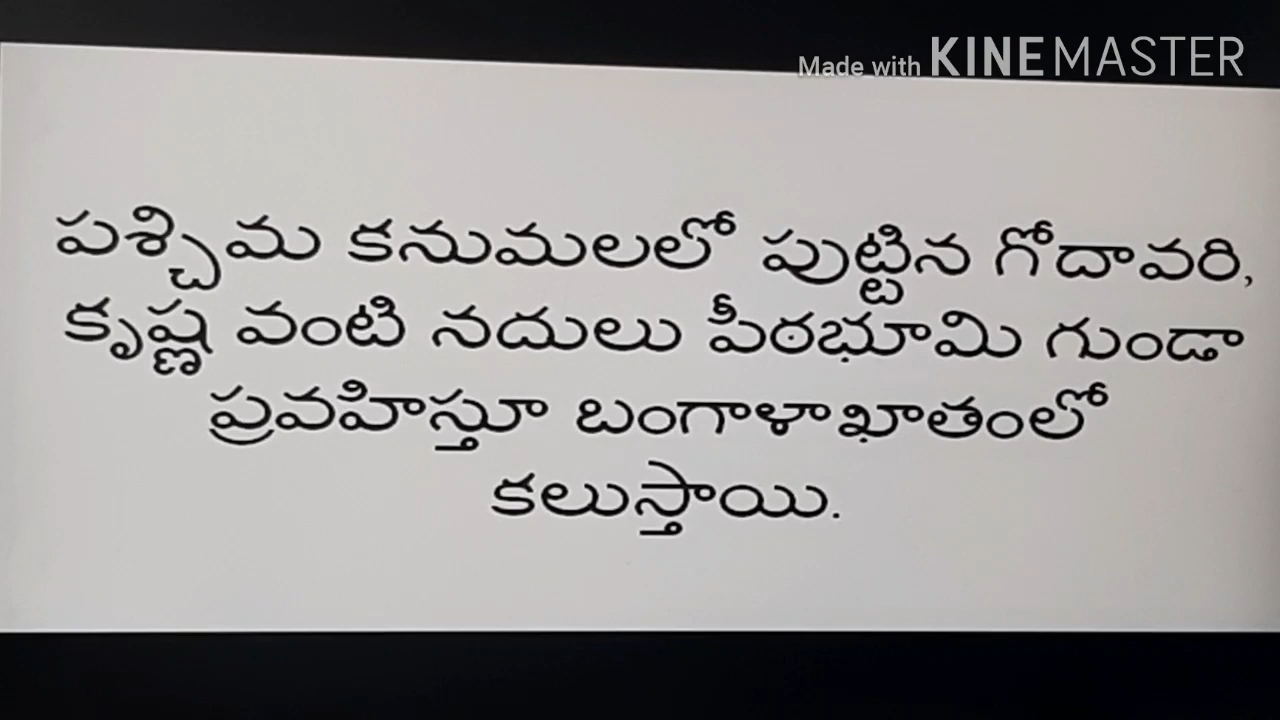 Made with KINEMASTER
పశ్చిమ కనుమలలో పుట్టిన గోదావరి,
కృష్ణ వంటి నదులు పీఠభూమి గుండా
ప్రవహిస్తూ బంగాళాఖాతంలో
కలుస్తాయి.